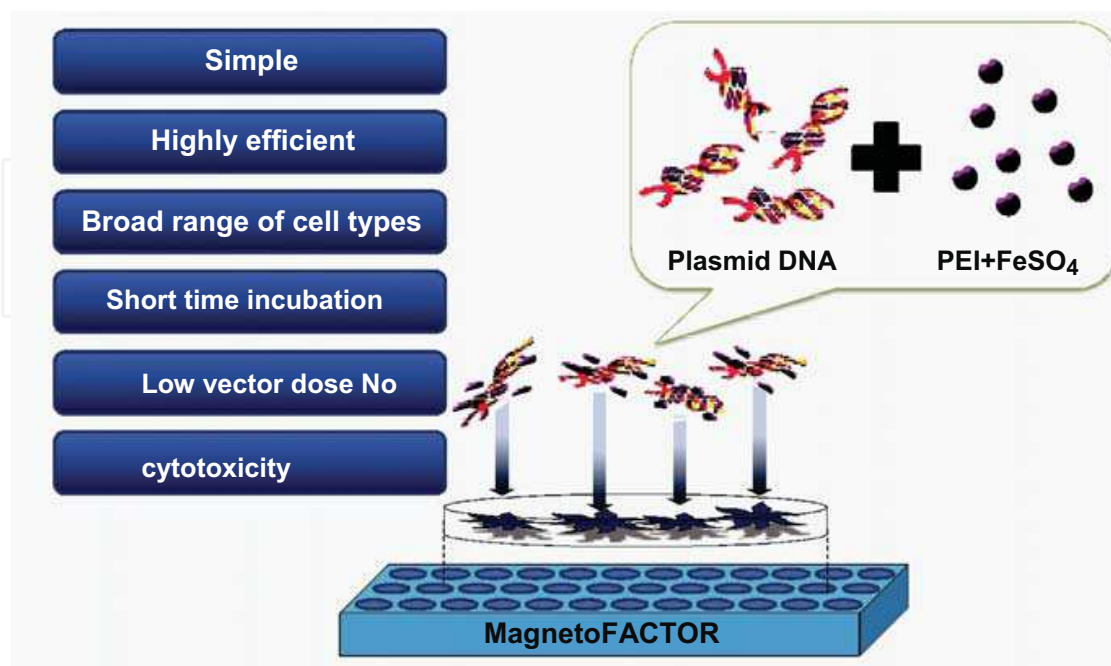 Simple
Highly efficient
Broad range of cell types
Short time incubation
Low vector dose No
cytotoxicity
Plasmid DNA
PEI+FeSO₄
MagnetoFACTOR